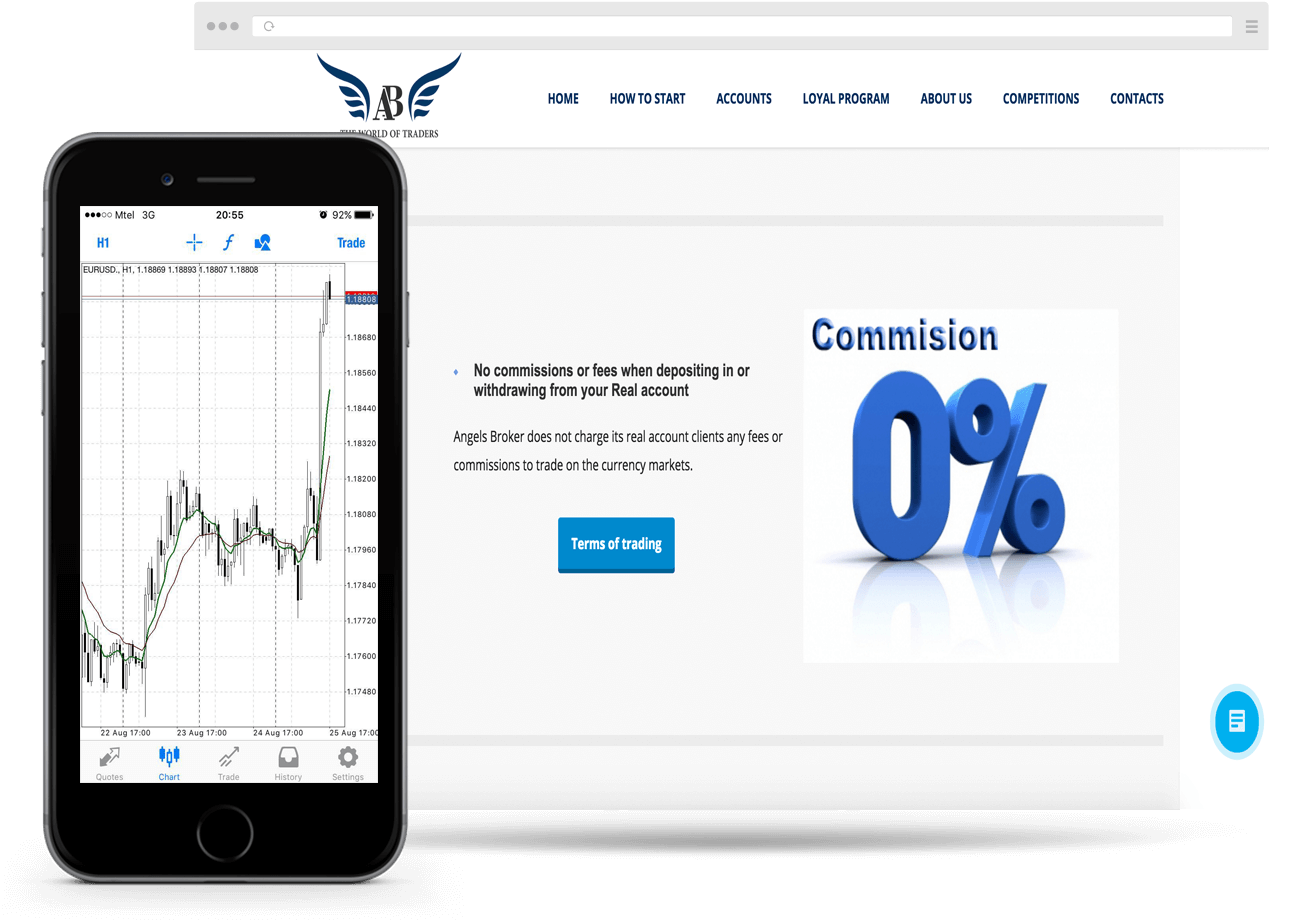 AB
THE WORLD OF TRADERS
HOME HOW TO START ACCOUNTS LOYAL PROGRAM ABOUT US COMPETITIONS CONTACTS
Mtel 3G 20:55 92%
H1 f Trade
EURUSD., H1, 1.18869 1.18893 1.18807 1.18808
1.18808
1.18680
1.18560
1.18440
1.18320
1.18200
1.18080
1.17960
1.17840
1.17720
1.17600
1.17480
22 Aug 17:00 23 Aug 17:00 24 Aug 17:00 25 Aug 17:00
Quotes Chart Trade History Settings
No commissions or fees when depositing in or
withdrawing from your Real account
Angels Broker does not charge its real account clients any fees or
commissions to trade on the currency markets.
Terms of trading
Commision
0%